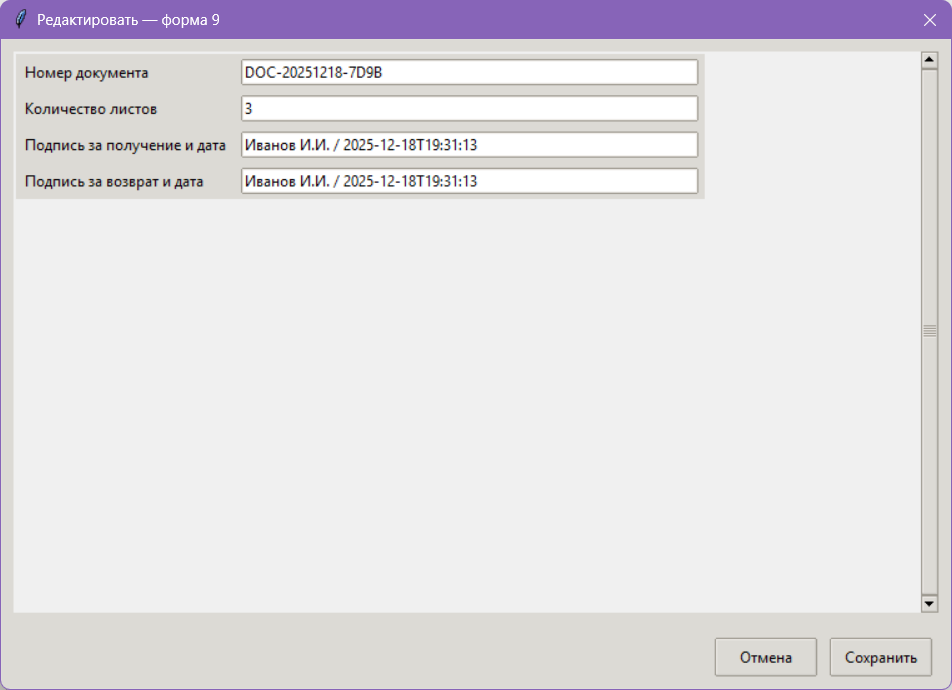 Редактировать — форма 9
Номер документа DOC-20251218-7D9B
Количество листов 3
Подпись за получение и дата Иванов И.И. / 2025-12-18T19:31:13
Подпись за возврат и дата Иванов И.И. / 2025-12-18T19:31:13
Отмена Сохранить